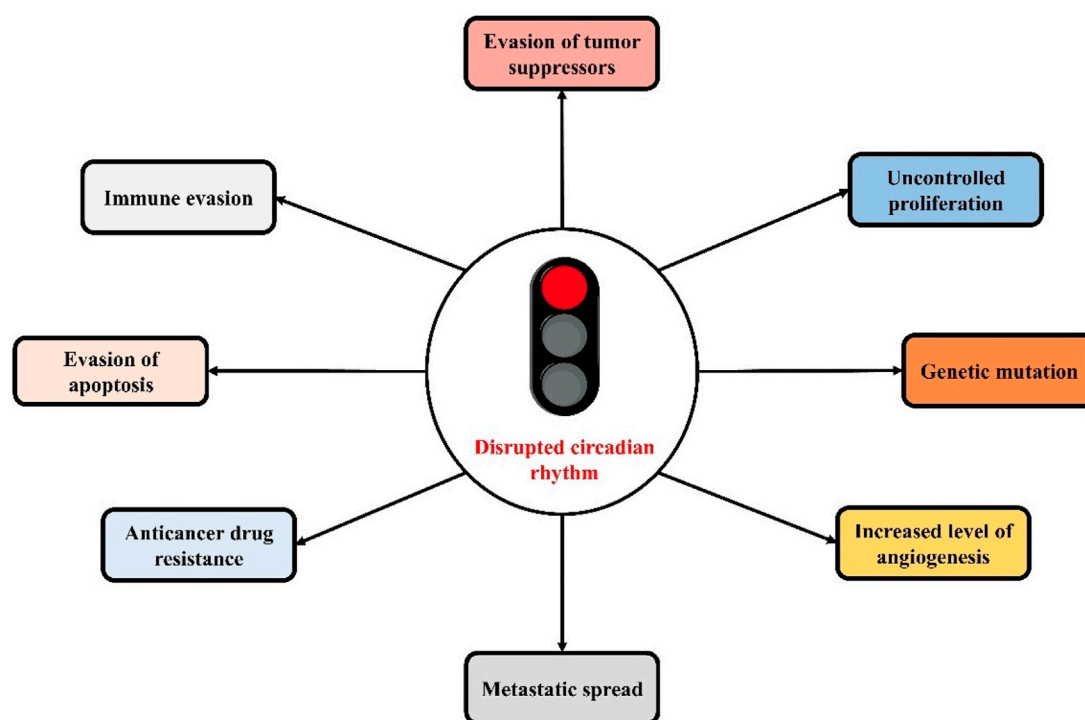 Evasion of tumor
suppressors
Immune evasion
Uncontrolled
proliferation
Evasion of
apoptosis
Genetic mutation
Disrupted circadian
rhythm
Anticancer drug
resistance
Increased level of
angiogenesis
Metastatic spread